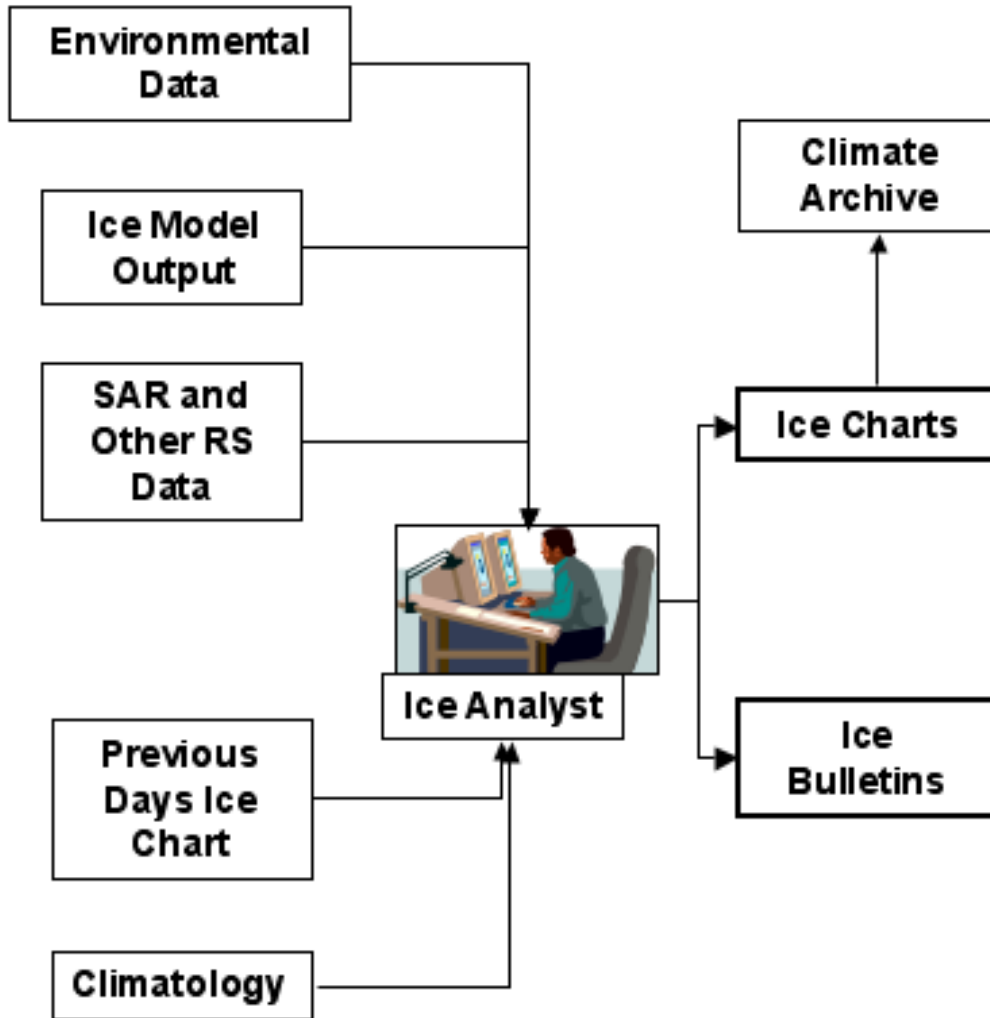 Environmental
Data
Ice Model
Output
SAR and
Other RS
Data
Previous
Days Ice
Chart
Climatology
Ice Analyst
Climate
Archive
Ice Charts
Ice
Bulletins